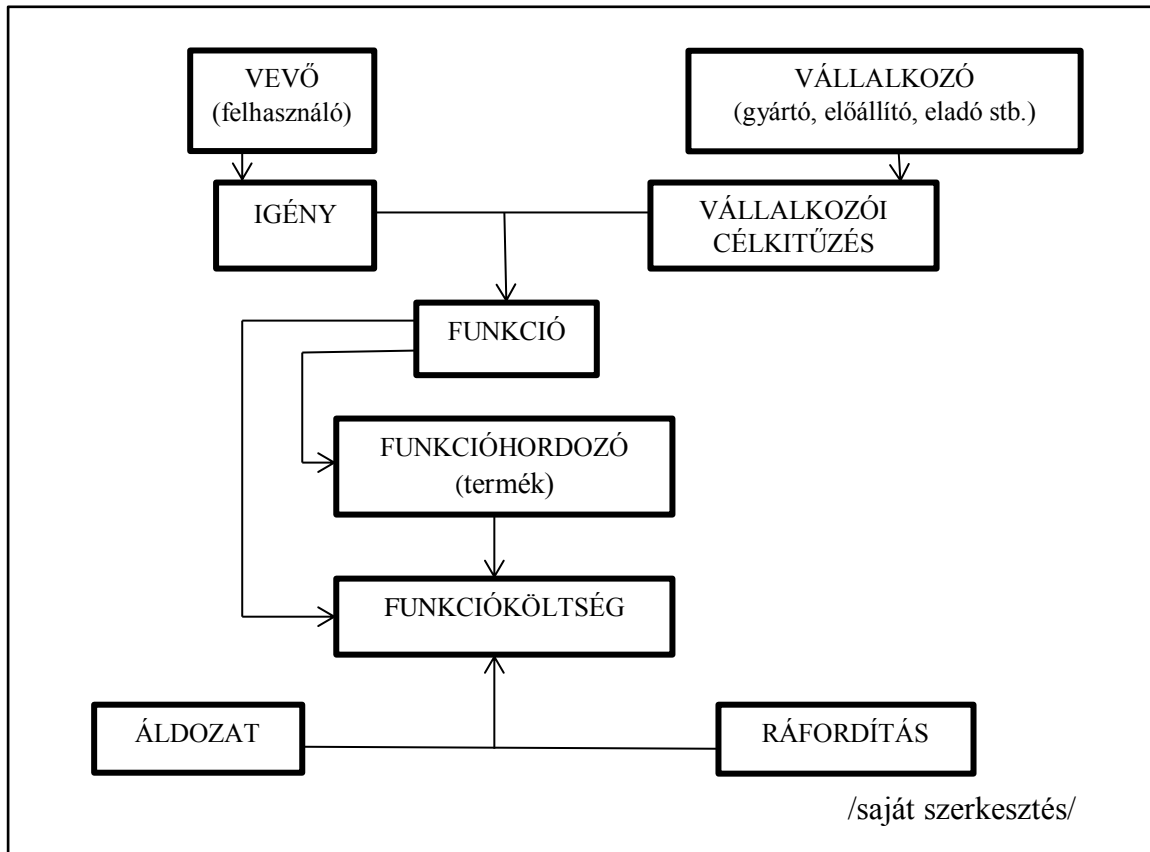 VEVŐ
(felhasználó)
VÁLLALKOZÓ
(gyártó, előállító, eladó stb.)
IGÉNY
VÁLLALKOZÓI
CÉLKITŰZÉS
FUNKCIÓ
FUNKCIÓHORDOZÓ
(termék)
FUNKCIÓKÖLTSÉG
ÁLDOZAT
RÁFORDÍTÁS
/saját szerkesztés/